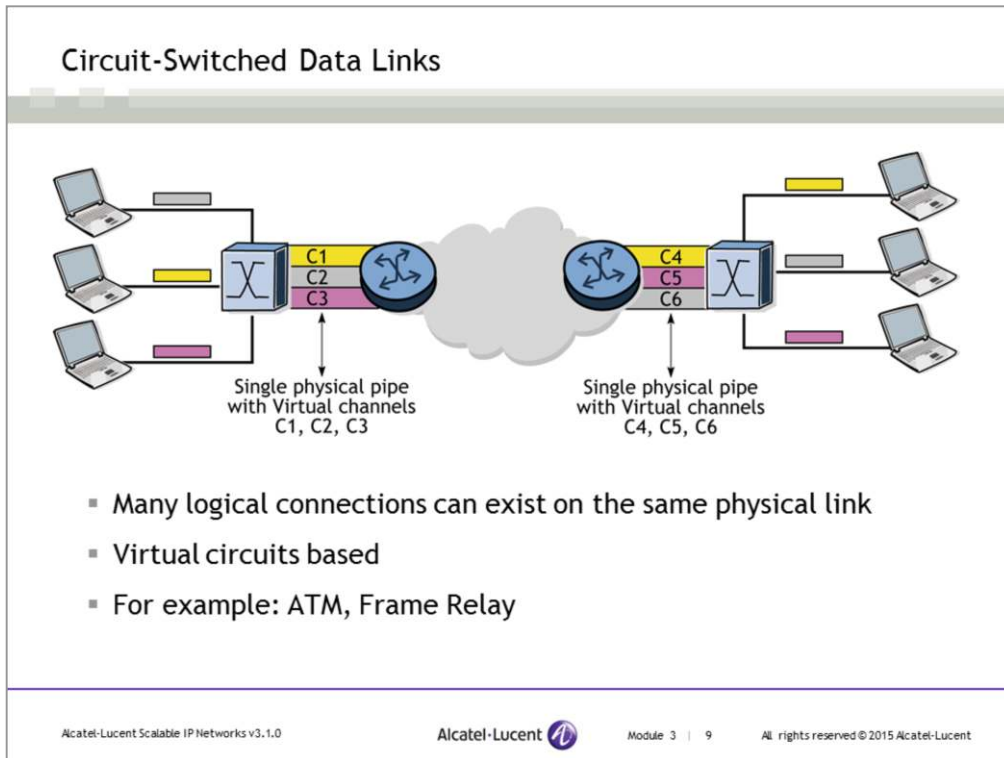 Circuit-Switched Data Links
C1
C2
C3
C4
C5
C6
Single physical pipe
with Virtual channels
C1, C2, C3
Single physical pipe
with Virtual channels
C4, C5, C6
Many logical connections can exist on the same physical link
Virtual circuits based
For example: ATM, Frame Relay
Alcatel-Lucent Scalable IP Networks v3.1.0
Alcatel·Lucent
Module 3 | 9
All rights reserved © 2015 Alcatel-Lucent